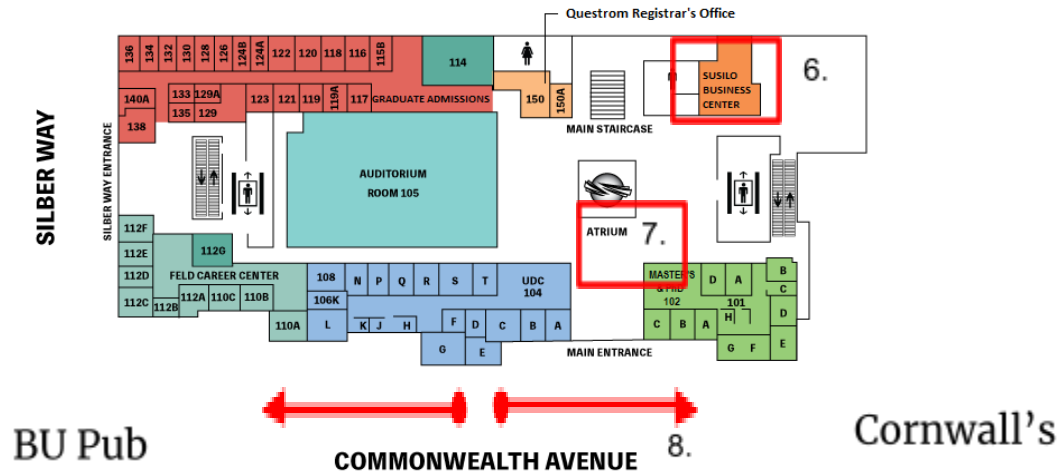 Questrom Registrar's Office
136 134 132 130 128 126 124B 124A 122 120 118 116 115B
114
6.
SUSILO
BUSINESS
CENTER
140A
133 129A
123 121 119 119A 117 GRADUATE ADMISSIONS
150 150A
138
135 129
MAIN STAIRCASE
SILBER WAY
SILBER WAY ENTRANCE
AUDITORIUM
ROOM 105
ATRIUM
7.
112F
112E
112G
112D
FELD CAREER CENTER
112C
112B
112A 110C 110B
110A
108 N P Q R S T UDC
104
106K
L K J H F D C B A
G E
MASTER'S
& PHD
102
D A B
C
101
C B A H D
G F E
MAIN ENTRANCE
BU Pub
Cornwall's
COMMONWEALTH AVENUE
8.